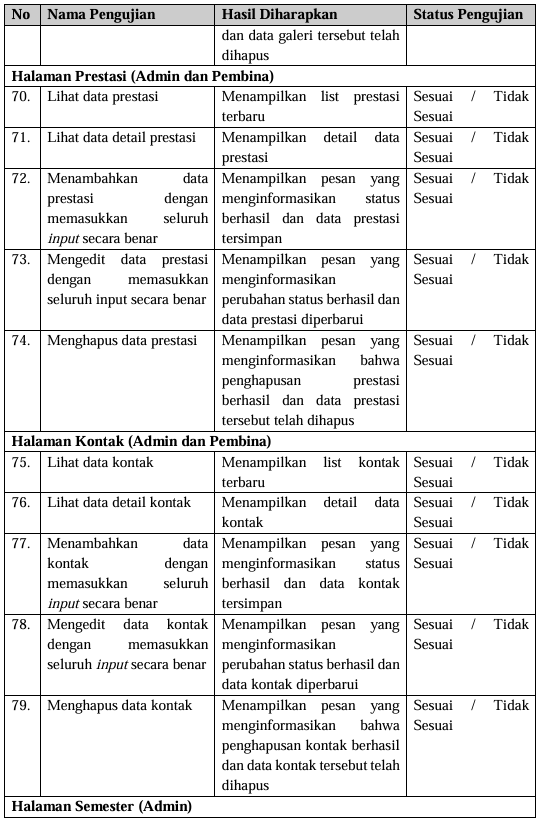 No Nama Pengujian Hasil Diharapkan Status Pengujian
dan data galeri tersebut telah
dihapus
Halaman Prestasi (Admin dan Pembina)
70. Lihat data prestasi Menampilkan list prestasi Sesuai / Tidak
terbaru Sesuai
71. Lihat data detail prestasi Menampilkan detail data Sesuai / Tidak
prestasi Sesuai
72. Menambahkan data Menampilkan pesan yang Sesuai / Tidak
prestasi dengan menginformasikan status Sesuai
memasukkan seluruh berhasil dan data prestasi
input secara benar tersimpan
73. Mengedit data prestasi Menampilkan pesan yang Sesuai / Tidak
dengan memasukkan menginformasikan Sesuai
seluruh input secara benar perubahan status berhasil dan
data prestasi diperbarui
74. Menghapus data prestasi Menampilkan pesan yang Sesuai / Tidak
menginformasikan bahwa Sesuai
penghapusan prestasi
berhasil dan data prestasi
tersebut telah dihapus
Halaman Kontak (Admin dan Pembina)
75. Lihat data kontak Menampilkan list kontak Sesuai / Tidak
terbaru Sesuai
76. Lihat data detail kontak Menampilkan detail data Sesuai / Tidak
kontak Sesuai
77. Menambahkan data Menampilkan pesan yang Sesuai / Tidak
kontak dengan menginformasikan status Sesuai
memasukkan seluruh berhasil dan data kontak
input secara benar tersimpan
78. Mengedit data kontak Menampilkan pesan yang Sesuai / Tidak
dengan memasukkan menginformasikan Sesuai
seluruh input secara benar perubahan status berhasil dan
data kontak diperbarui
79. Menghapus data kontak Menampilkan pesan yang Sesuai / Tidak
menginformasikan bahwa Sesuai
penghapusan kontak berhasil
dan data kontak tersebut telah
dihapus
Halaman Semester (Admin)